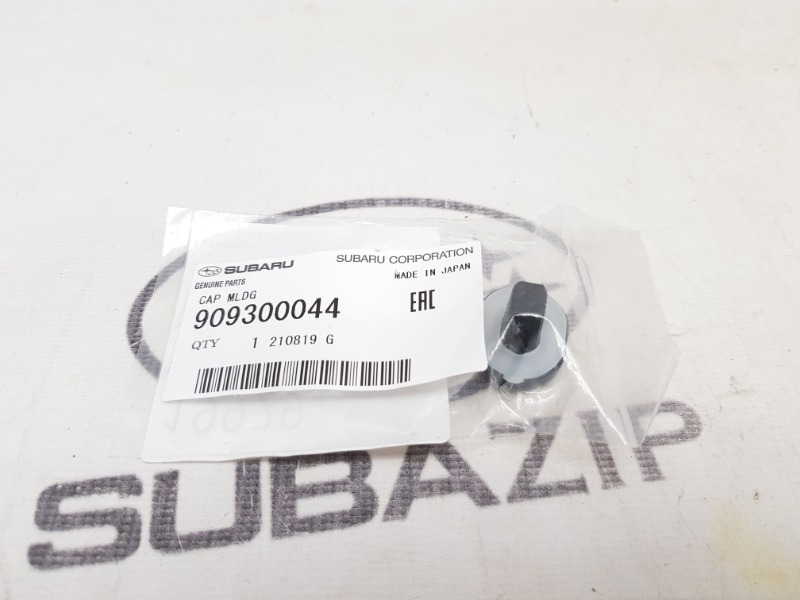 SUBARU
SUBARU CORPORATION
GENUINE PARTS
MADE IN JAPAN
CAP MLDG
909300044
EAC
QTY 1 210819 G
SUBAZIP